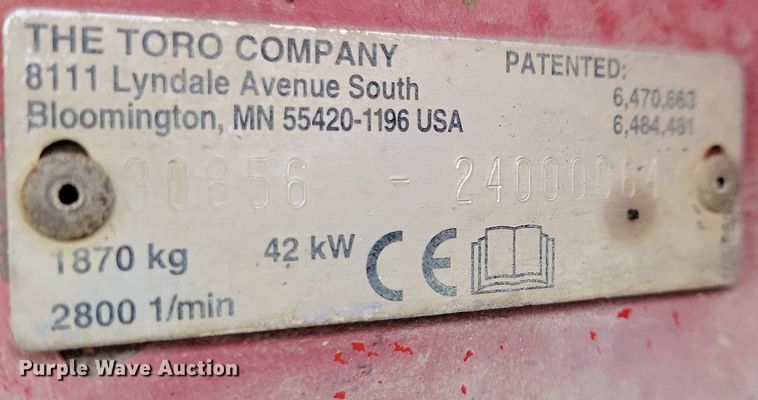 THE TORO COMPANY
8111 Lyndale Avenue South
Bloomington, MN 55420-1196 USA
PATENTED:
6,470,663
6,484,481
30856 -
1870 kg
42 kW
CE
2800 1/min
Purple Wave Auction